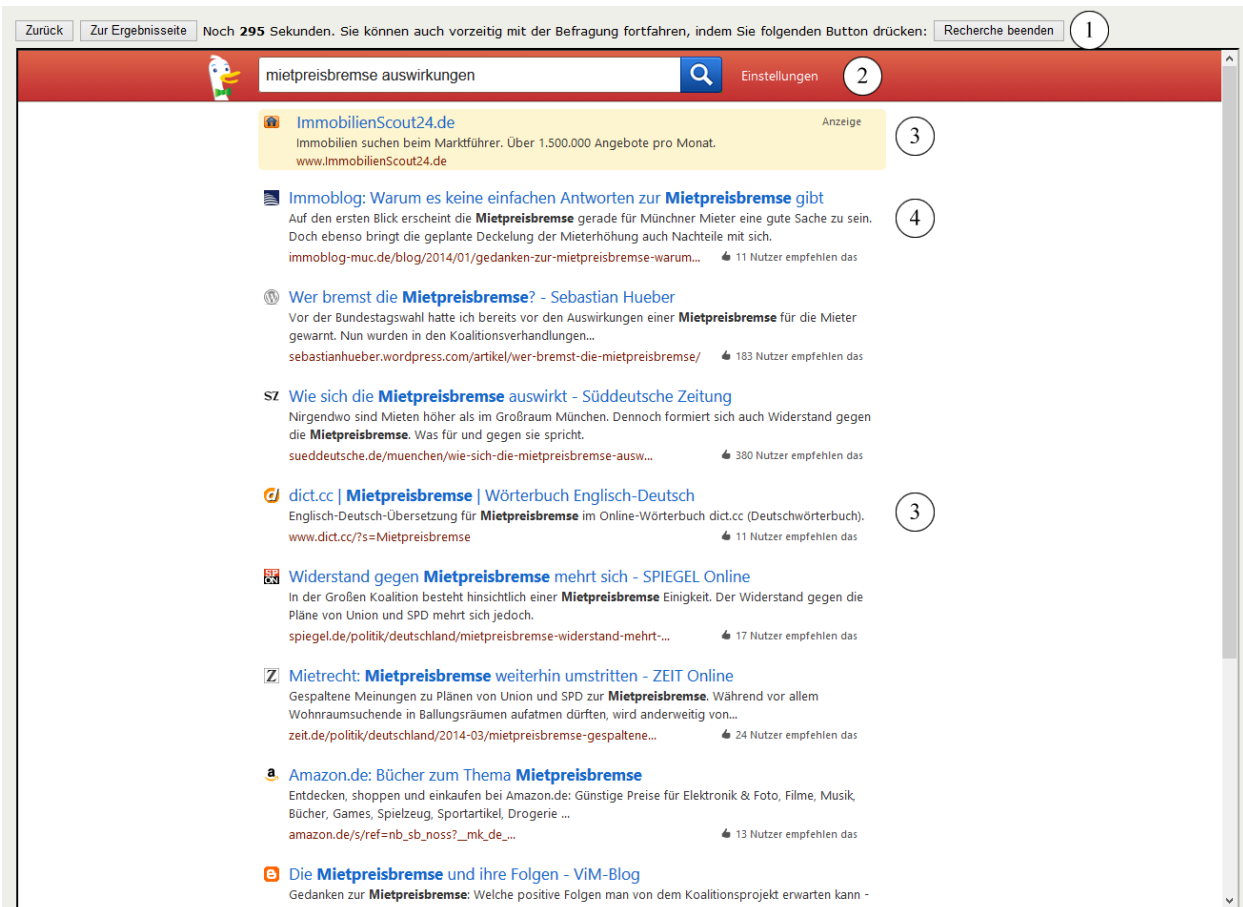 Zurück Zur Ergebnisseite Noch 295 Sekunden. Sie können auch vorzeitig mit der Befragung fortfahren, indem Sie folgenden Button drücken: Recherche beenden 1
mietpreisbremse auswirkungen Einstellungen 2
ImmobilienScout24.de Anzeige 3
Immobilien suchen beim Marktführer. Über 1.500.000 Angebote pro Monat.
www.ImmobilienScout24.de
Immoblog: Warum es keine einfachen Antworten zur Mietpreisbremse gibt
Auf den ersten Blick erscheint die Mietpreisbremse gerade für Münchner Mieter eine gute Sache zu sein. 4
Doch ebenso bringt die geplante Deckelung der Mieterhöhung auch Nachteile mit sich.
immoblog-muc.de/blog/2014/01/gedanken-zur-mietpreisbremse-warum... 11 Nutzer empfehlen das
Wer bremst die Mietpreisbremse? - Sebastian Hueber
Vor der Bundestagswahl hatte ich bereits vor den Auswirkungen einer Mietpreisbremse für die Mieter
gewarnt. Nun wurden in den Koalitionsverhandlungen...
sebastianhueber.wordpress.com/artikel/wer-bremst-die-mietpreisbremse/ 183 Nutzer empfehlen das
SZ Wie sich die Mietpreisbremse auswirkt - Süddeutsche Zeitung
Nirgendwo sind Mieten höher als im Großraum München. Dennoch formiert sich auch Widerstand gegen
die Mietpreisbremse. Was für und gegen sie spricht.
sueddeutsche.de/muenchen/wie-sich-die-mietpreisbremse-ausw... 380 Nutzer empfehlen das
d dict.cc | Mietpreisbremse | Wörterbuch Englisch-Deutsch
Englisch-Deutsch-Übersetzung für Mietpreisbremse im Online-Wörterbuch dict.cc (Deutschwörterbuch). 3
www.dict.cc/?s=Mietpreisbremse 11 Nutzer empfehlen das
SPON Widerstand gegen Mietpreisbremse mehrt sich - SPIEGEL Online
In der Großen Koalition besteht hinsichtlich einer Mietpreisbremse Einigkeit. Der Widerstand gegen die
Pläne von Union und SPD mehrt sich jedoch.
spiegel.de/politik/deutschland/mietpreisbremse-widerstand-mehrt-... 17 Nutzer empfehlen das
Z Mietrecht: Mietpreisbremse weiterhin umstritten - ZEIT Online
Gespaltene Meinungen zu Plänen von Union und SPD zur Mietpreisbremse. Während vor allem
Wohnraumsuchende in Ballungsräumen aufatmen dürften, wird anderweitig von...
zeit.de/politik/deutschland/2014-03/mietpreisbremse-gespaltene... 24 Nutzer empfehlen das
a Amazon.de: Bücher zum Thema Mietpreisbremse
Entdecken, shoppen und einkaufen bei Amazon.de: Günstige Preise für Elektronik & Foto, Filme, Musik,
Bücher, Games, Spielzeug, Sportartikel, Drogerie ...
amazon.de/s/ref=nb_sb_noss?__mk_de_... 13 Nutzer empfehlen das
Die Mietpreisbremse und ihre Folgen - ViM-Blog
Gedanken zur Mietpreisbremse: Welche positive Folgen man von dem Koalitionsprojekt erwarten kann -